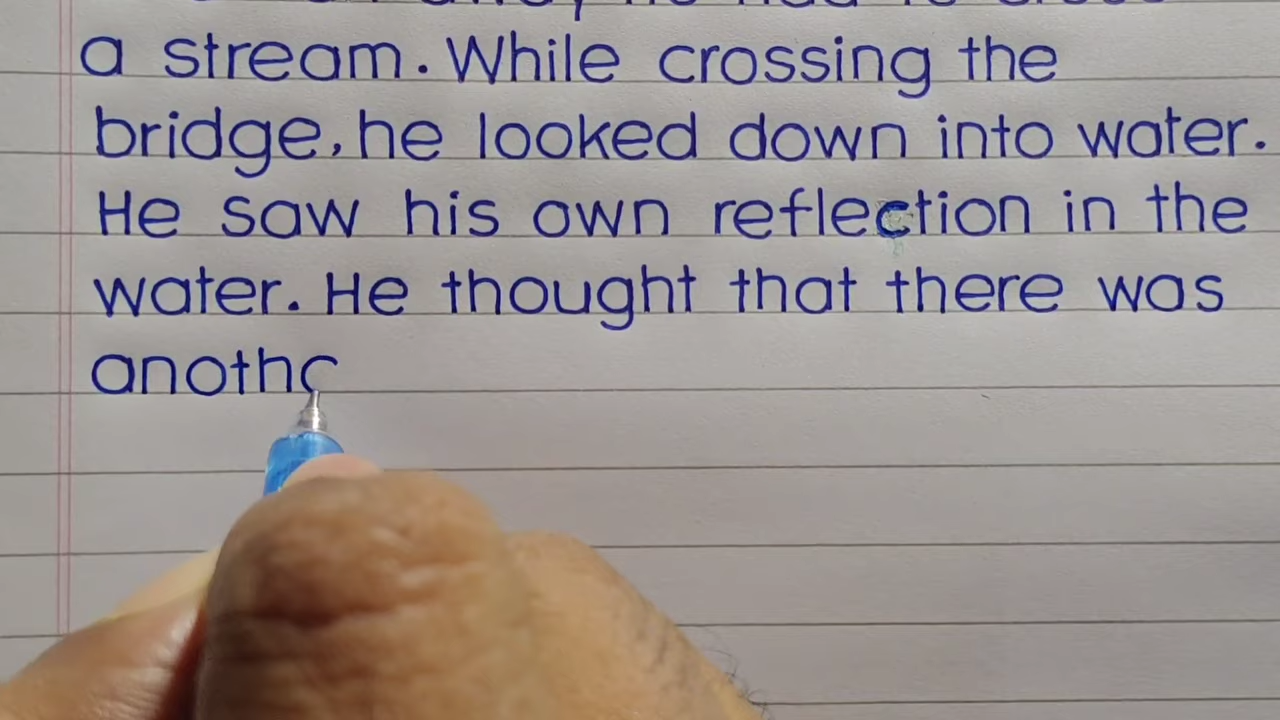 a stream. While crossing the
bridge, he looked down into water.
He saw his own reflection in the
water. He thought that there was